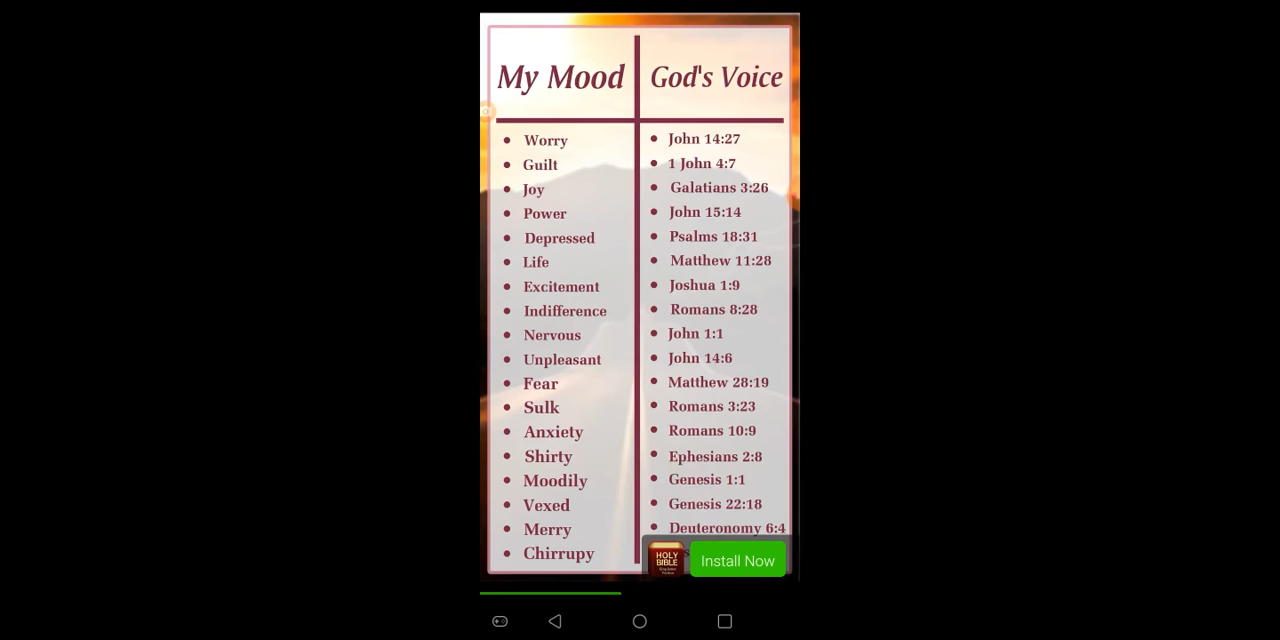 My Mood
God's Voice
Worry
John 14:27
Guilt
1 John 4:7
Joy
Galatians 3:26
Power
John 15:14
Depressed
Psalms 18:31
Life
Matthew 11:28
Excitement
Joshua 1:9
Indifference
Romans 8:28
Nervous
John 1:1
Unpleasant
John 14:6
Fear
Matthew 28:19
Sulk
Romans 3:23
Anxiety
Romans 10:9
Shirty
Ephesians 2:8
Moodily
Genesis 1:1
Vexed
Genesis 22:18
Merry
Deuteronomy 6:4
Chirrupy
HOLY
BIBLE
Install Now